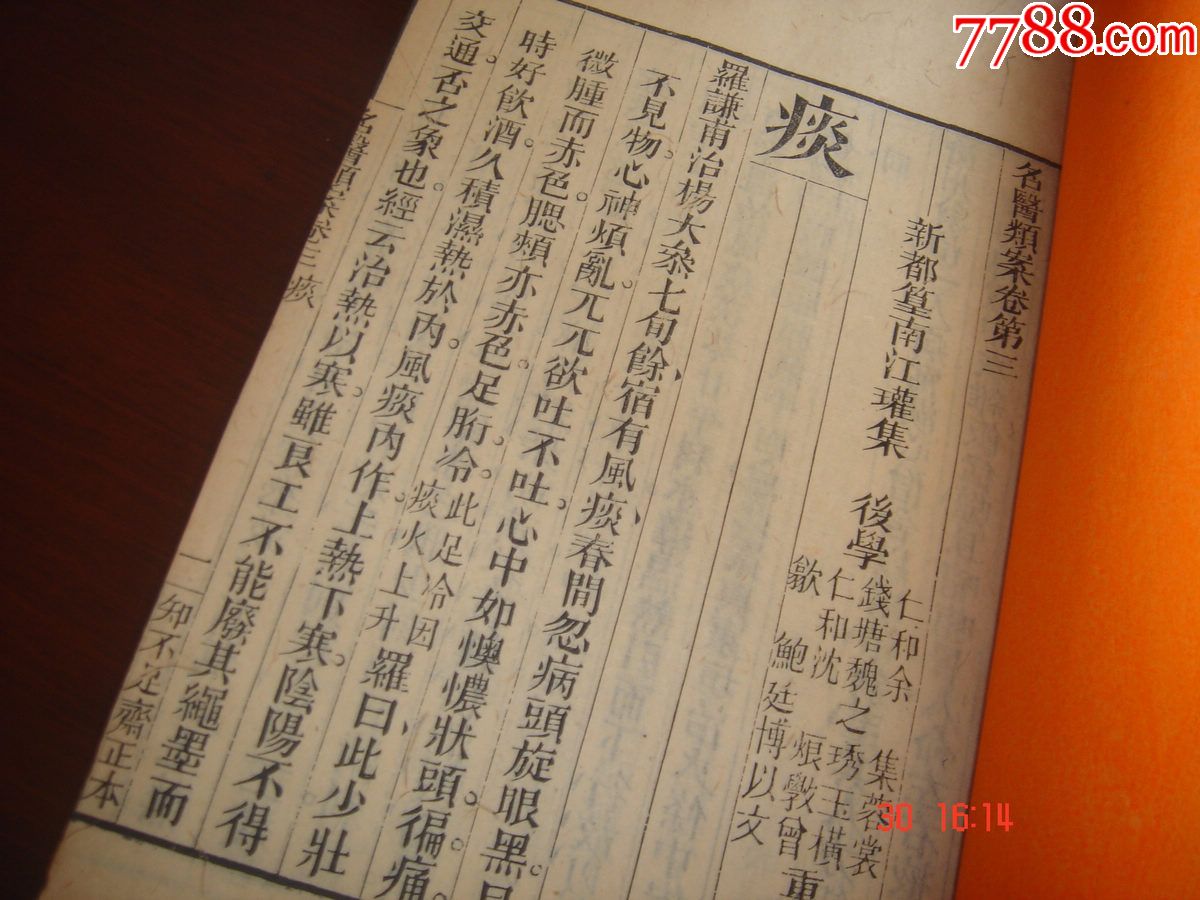 7788.com
名醫類案卷第三
新都篁南江瓘集 後學
仁和余 集蓉裳
錢塘魏之琇玉橫
仁和沈 烺敦曾 重
歙 鮑廷博以文
痰
羅謙甫治楊大叅七旬餘、宿有風痰、春間忽病頭旋眼黑目
不見物。心神煩亂。兀兀欲吐不吐。心中如懊憹狀。頭徧痛。
微腫而赤色。腮頰亦赤色。足胻冷。此足冷因痰火上升羅曰、此少壯
時好飲酒。久積濕熱於內。風痰內作。上熱下寒。陰陽不得
交通。否之象也。經云治熱以寒。雖良工不能廢其繩墨而
名醫類案卷三 痰
一
知不足齋正本
30 16:14